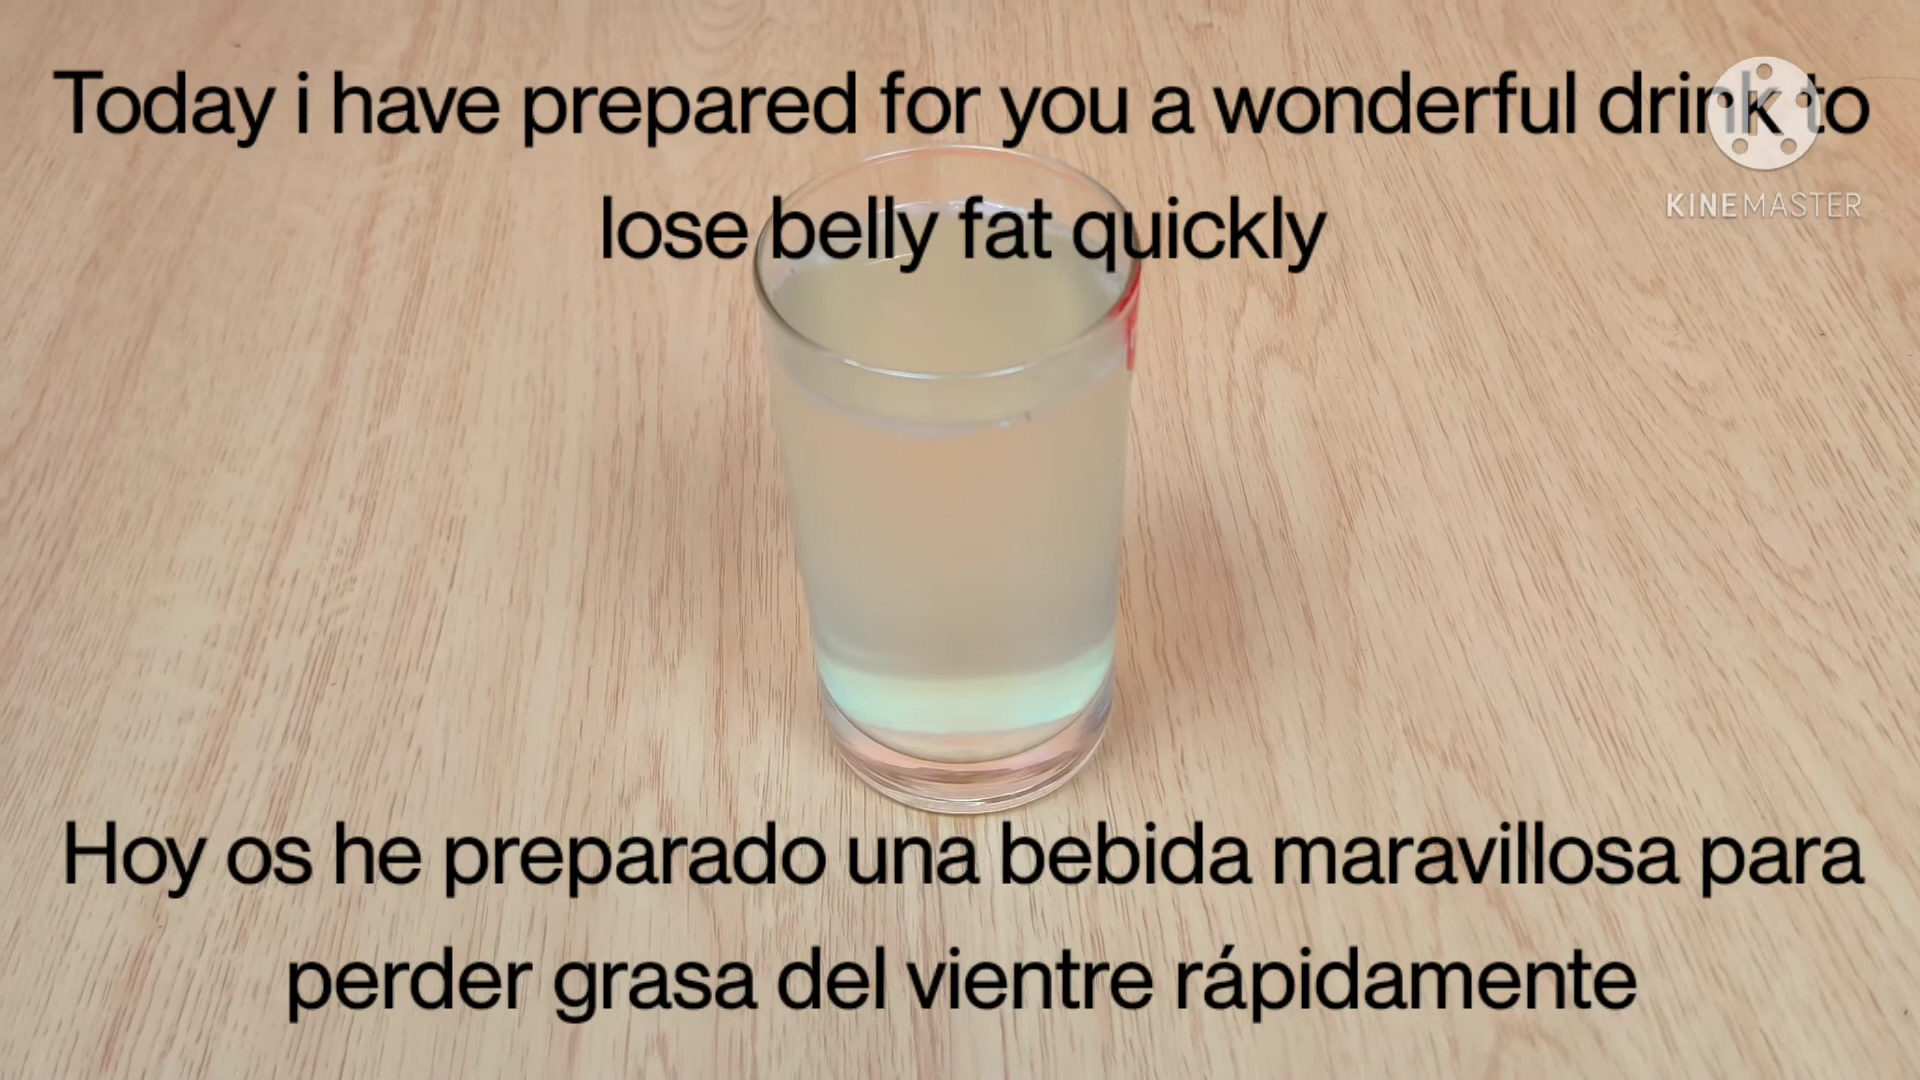 Today i have prepared for you a wonderful drink to
KINEMASTER
lose belly fat quickly
Hoy os he preparado una bebida maravillosa para
perder grasa del vientre rápidamente